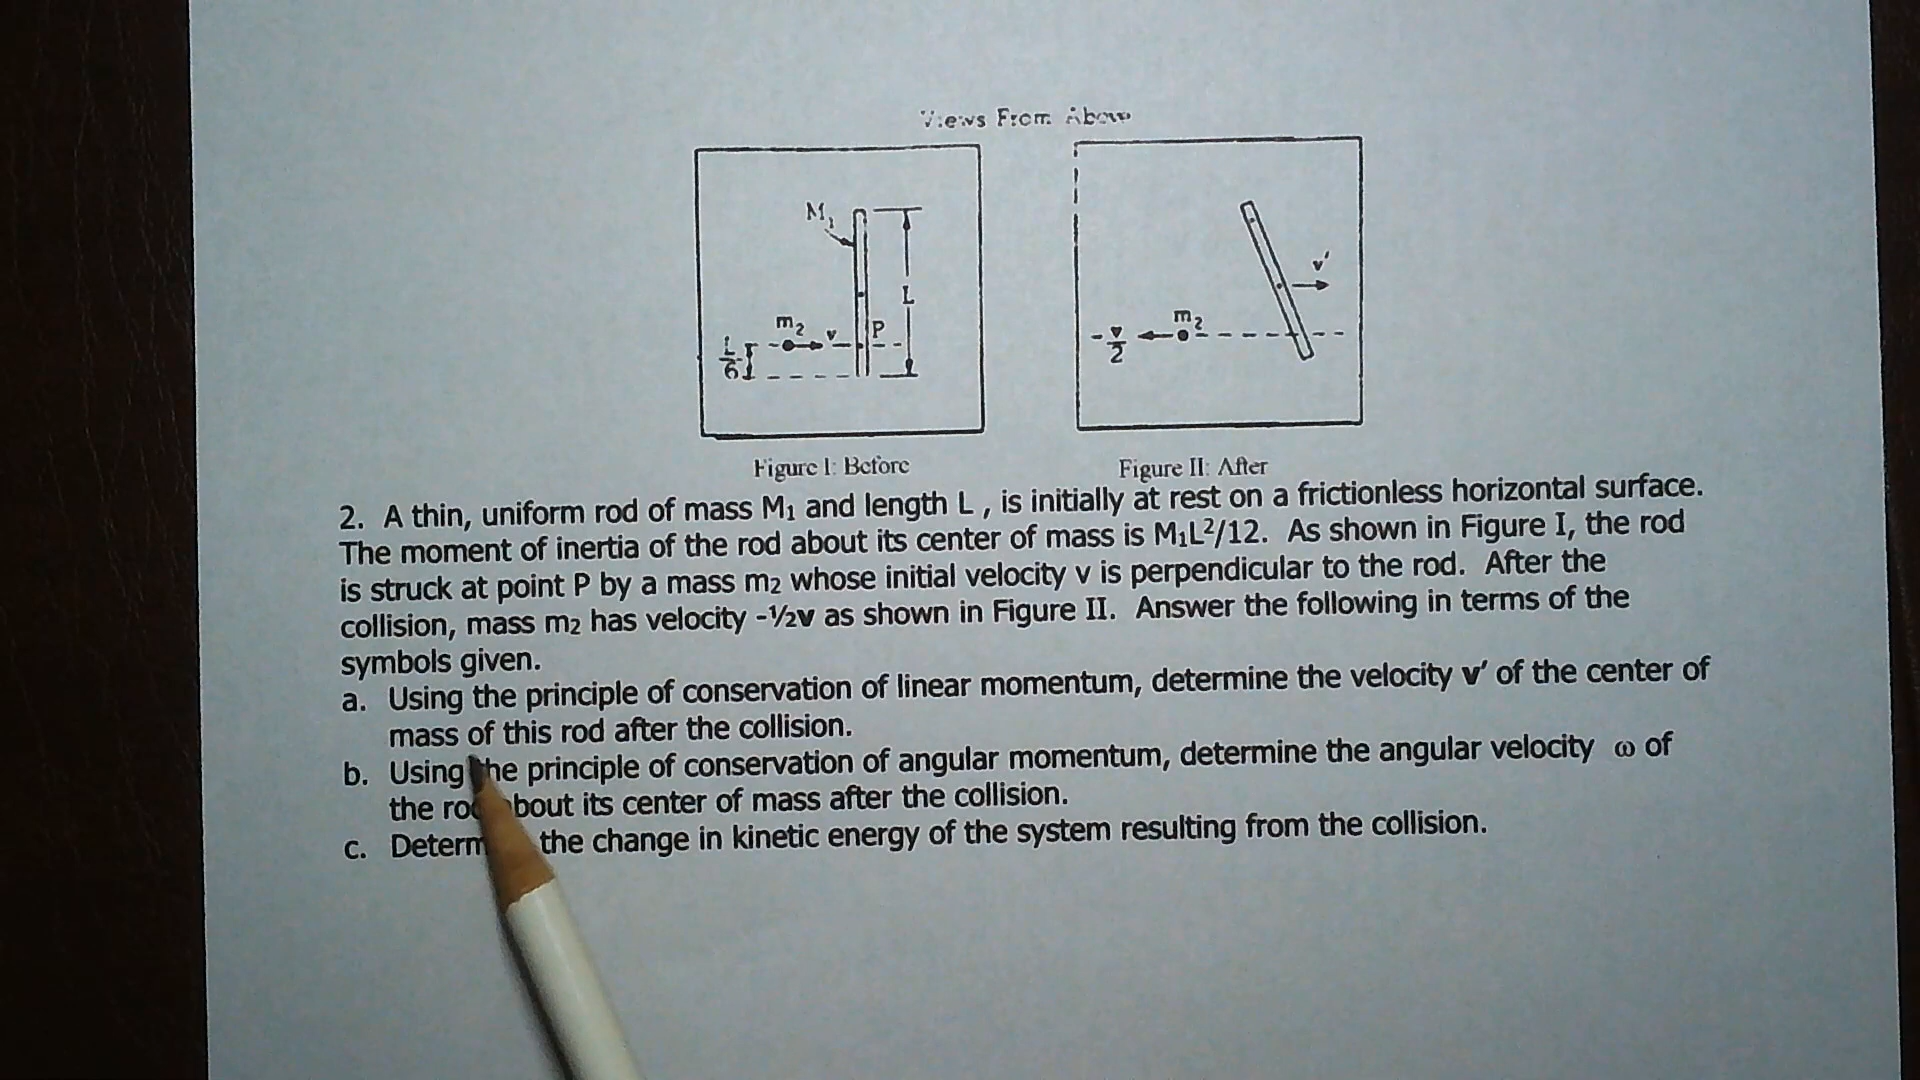 Views From Above
M₁
L
m₂
v
P
L/6
v'
m₂
-v/2
Figure I: Before
Figure II: After
2. A thin, uniform rod of mass M₁ and length L , is initially at rest on a frictionless horizontal surface.
The moment of inertia of the rod about its center of mass is M₁L²/12. As shown in Figure I, the rod
is struck at point P by a mass m₂ whose initial velocity v is perpendicular to the rod. After the
collision, mass m₂ has velocity -½v as shown in Figure II. Answer the following in terms of the
symbols given.
a. Using the principle of conservation of linear momentum, determine the velocity v' of the center of
mass of this rod after the collision.
b. Using the principle of conservation of angular momentum, determine the angular velocity ω of
the rod about its center of mass after the collision.
c. Determ the change in kinetic energy of the system resulting from the collision.